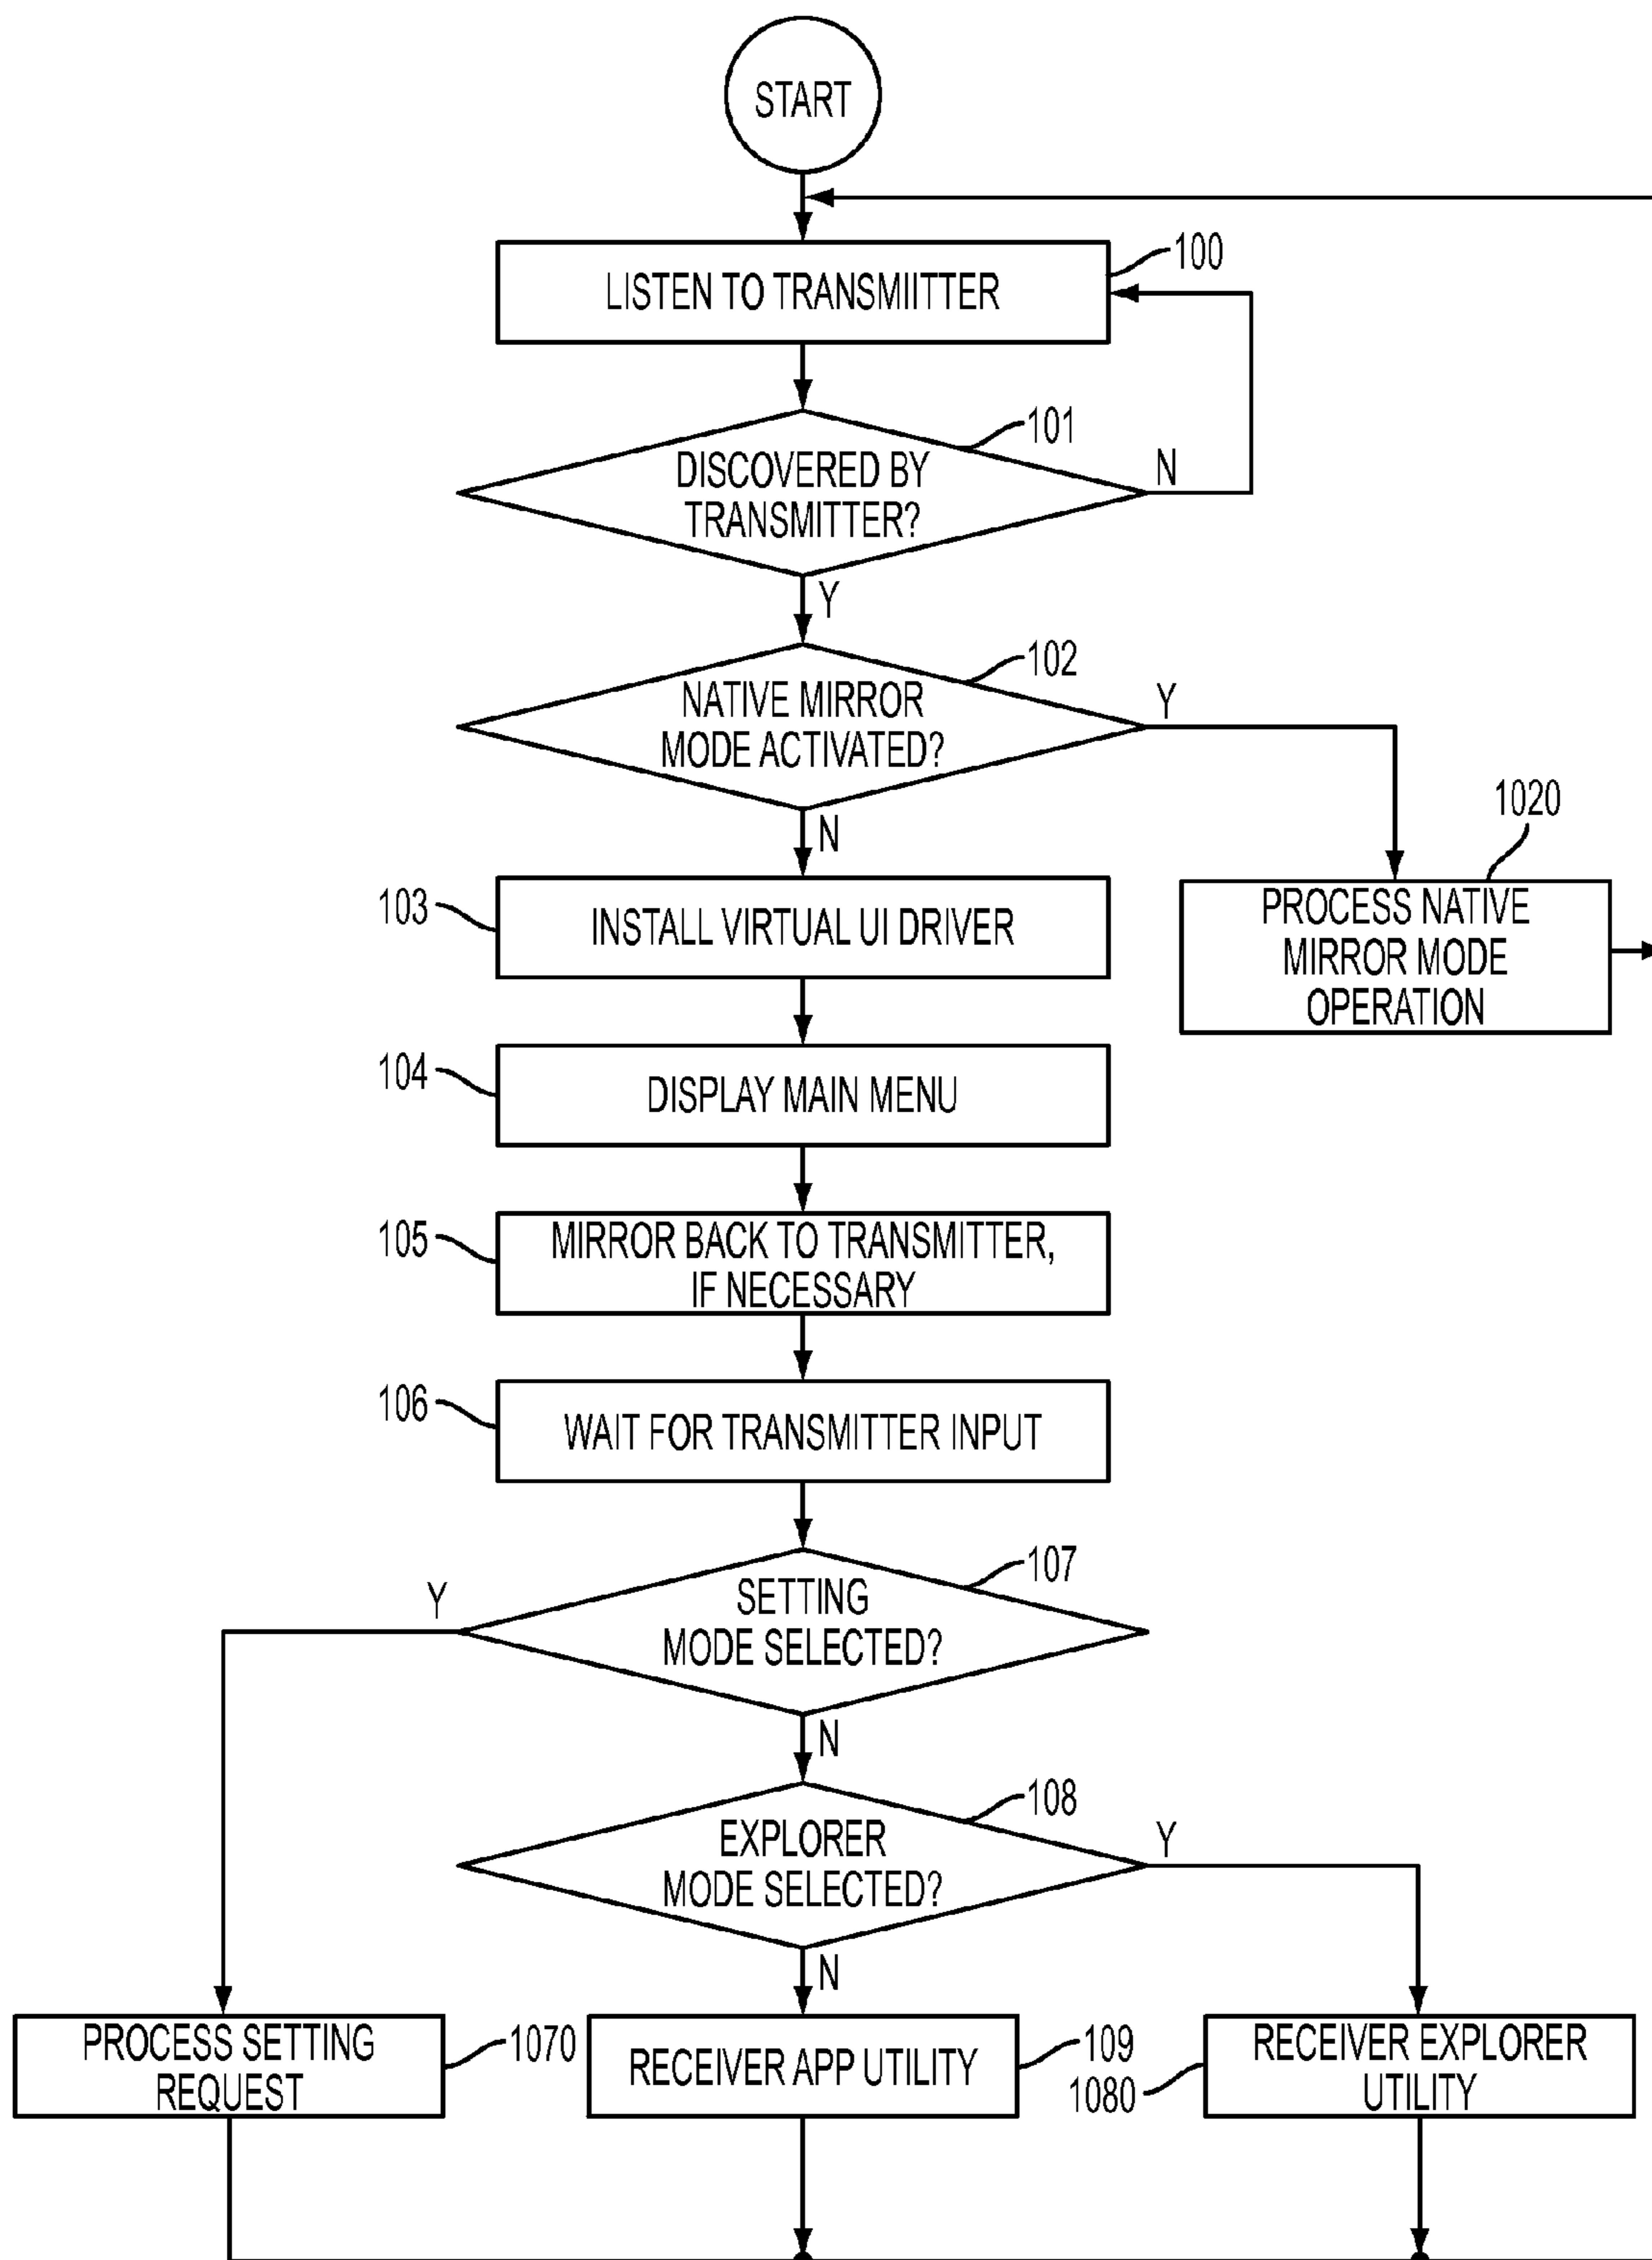 START
100
LISTEN TO TRANSMIITTER
101
DISCOVERED BY
TRANSMITTER?
N
Y
102
NATIVE MIRROR
MODE ACTIVATED?
Y
N
1020
PROCESS NATIVE
MIRROR MODE
OPERATION
103
INSTALL VIRTUAL UI DRIVER
104
DISPLAY MAIN MENU
105
MIRROR BACK TO TRANSMITTER,
IF NECESSARY
106
WAIT FOR TRANSMITTER INPUT
107
SETTING
MODE SELECTED?
Y
N
108
EXPLORER
MODE SELECTED?
Y
N
PROCESS SETTING
REQUEST
1070
RECEIVER APP UTILITY
109
1080
RECEIVER EXPLORER
UTILITY